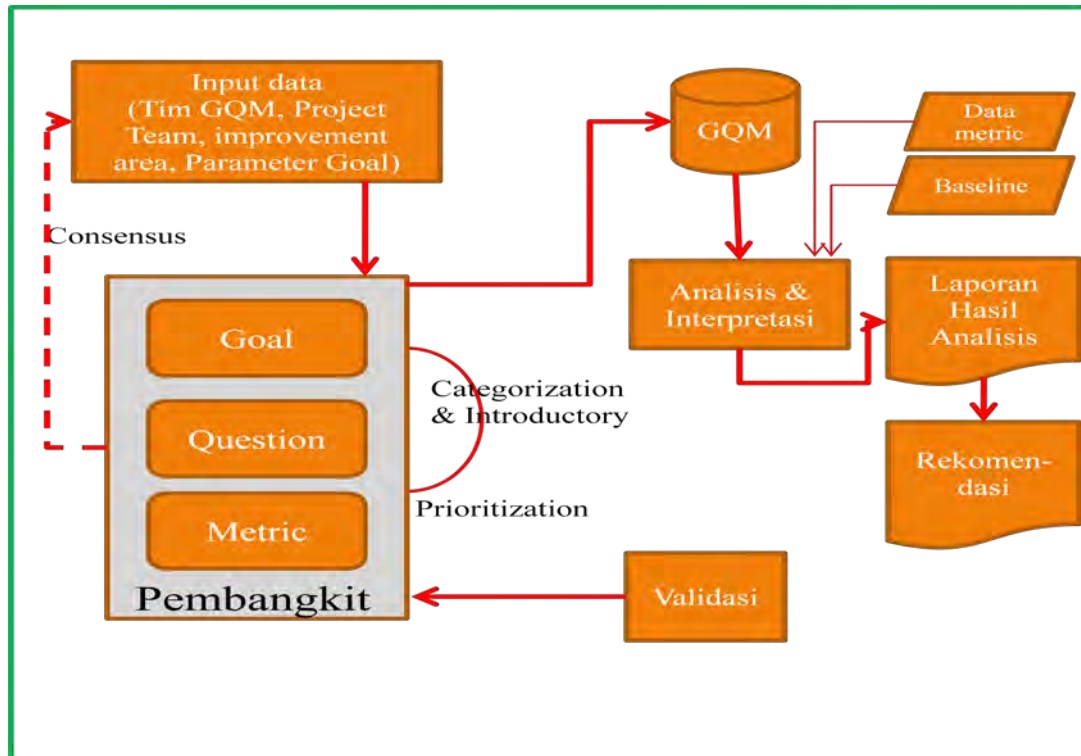 Input data
(Tim GQM, Project
Team, improvement
area, Parameter Goal)
GQM
Data
metric
Baseline
Consensus
Analisis &
Interpretasi
Laporan
Hasil
Analisis
Goal
Categorization
& Introductory
Question
Prioritization
Metric
Rekomen-
dasi
Pembangkit
Validasi